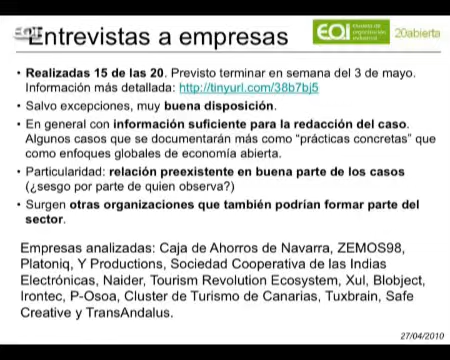 Entrevistas a empresas
EOI escuela de organización industrial
20abierta
• Realizadas 15 de las 20. Previsto terminar en semana del 3 de mayo.
Información más detallada: http://tinyurl.com/38b7bj5
• Salvo excepciones, muy buena disposición.
• En general con información suficiente para la redacción del caso.
Algunos casos que se documentarán más como "prácticas concretas" que
como enfoques globales de economía abierta.
• Particularidad: relación preexistente en buena parte de los casos
(¿sesgo por parte de quien observa?)
• Surgen otras organizaciones que también podrían formar parte del
sector.
Empresas analizadas: Caja de Ahorros de Navarra, ZEMOS98,
Platoniq, Y Productions, Sociedad Cooperativa de las Indias
Electrónicas, Naider, Tourism Revolution Ecosystem, Xul, Blobject,
Irontec, P-Osoa, Cluster de Turismo de Canarias, Tuxbrain, Safe
Creative y TransAndalus.
27/04/2010